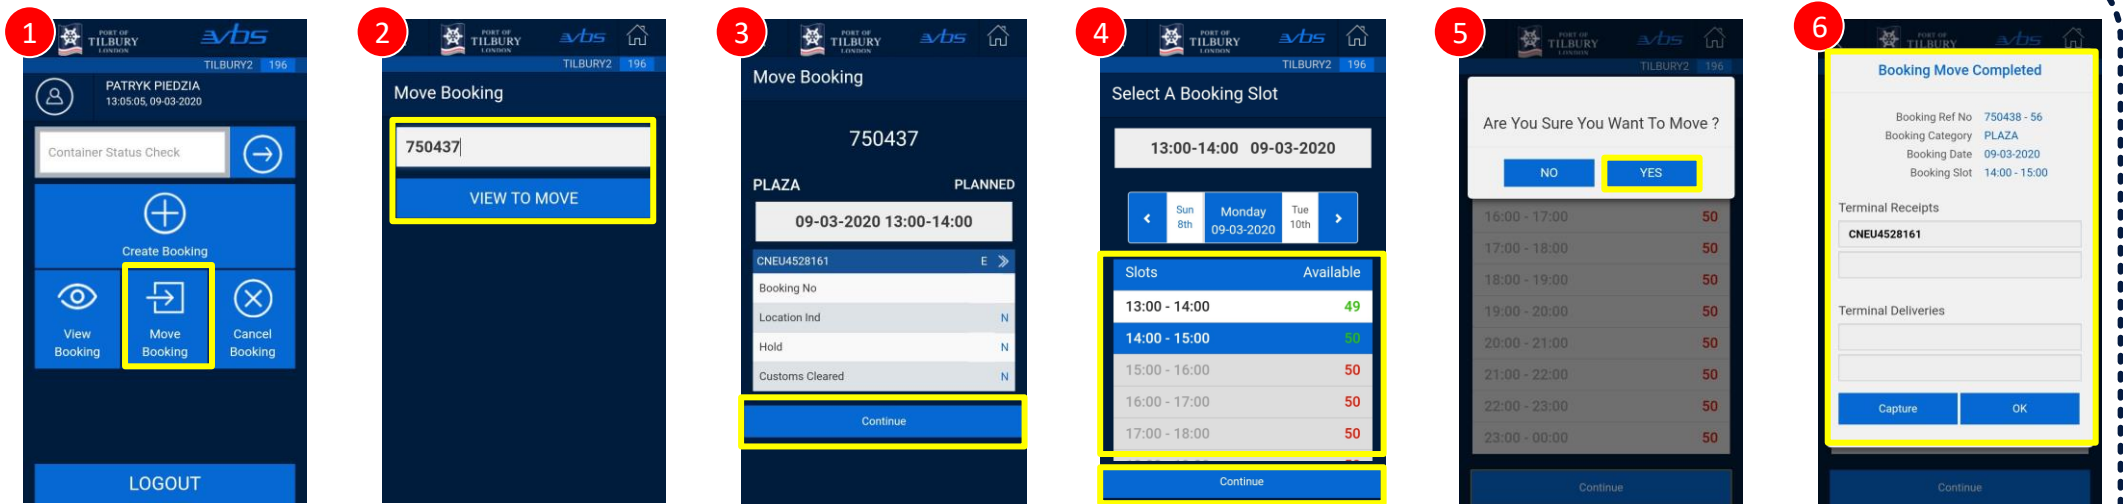 1
PORT OF
TILBURY
LONDON
vbs
TILBURY2 196
PATRYK PIEDZIA
13:05:05, 09-03-2020
Container Status Check
Create Booking
View
Booking
Move
Booking
Cancel
Booking
LOGOUT
2
PORT OF
TILBURY
LONDON
vbs
TILBURY2 196
Move Booking
750437
VIEW TO MOVE
3
PORT OF
TILBURY
LONDON
vbs
Move Booking
750437
PLAZA PLANNED
09-03-2020 13:00-14:00
CNEU4528161 E
Booking No
Location Ind N
Hold N
Customs Cleared N
Continue
4
PORT OF
TILBURY
LONDON
vbs
TILBURY2 196
Select A Booking Slot
13:00-14:00 09-03-2020
Sun
8th
Monday
09-03-2020
Tue
10th
Slots Available
13:00 - 14:00 49
14:00 - 15:00 50
15:00 - 16:00 50
16:00 - 17:00 50
17:00 - 18:00 50
Continue
5
PORT OF
TILBURY
LONDON
vbs
TILBURY2 196
Are You Sure You Want To Move ?
NO YES
16:00 - 17:00 50
17:00 - 18:00 50
18:00 - 19:00 50
19:00 - 20:00 50
20:00 - 21:00 50
21:00 - 22:00 50
22:00 - 23:00 50
23:00 - 00:00 50
Continue
6
PORT OF
TILBURY
vbs
Booking Move Completed
Booking Ref No 750438 - 56
Booking Category PLAZA
Booking Date 09-03-2020
Booking Slot 14:00 - 15:00
Terminal Receipts
CNEU4528161
Terminal Deliveries
Capture OK
Continue